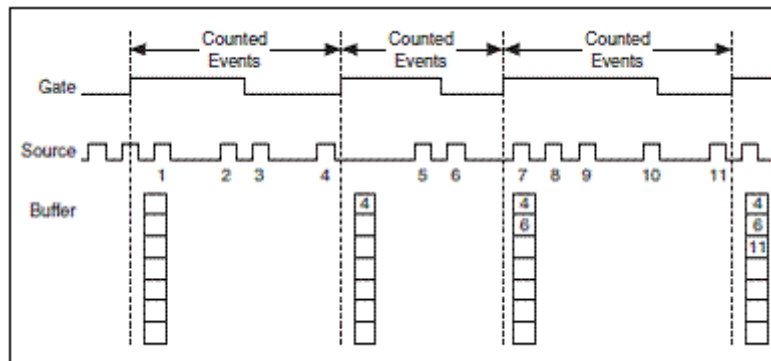 Counted Events
Counted Events
Counted Events
Gate
Source
1 2 3 4 5 6 7 8 9 10 11
Buffer
4 4 4
6 6
11